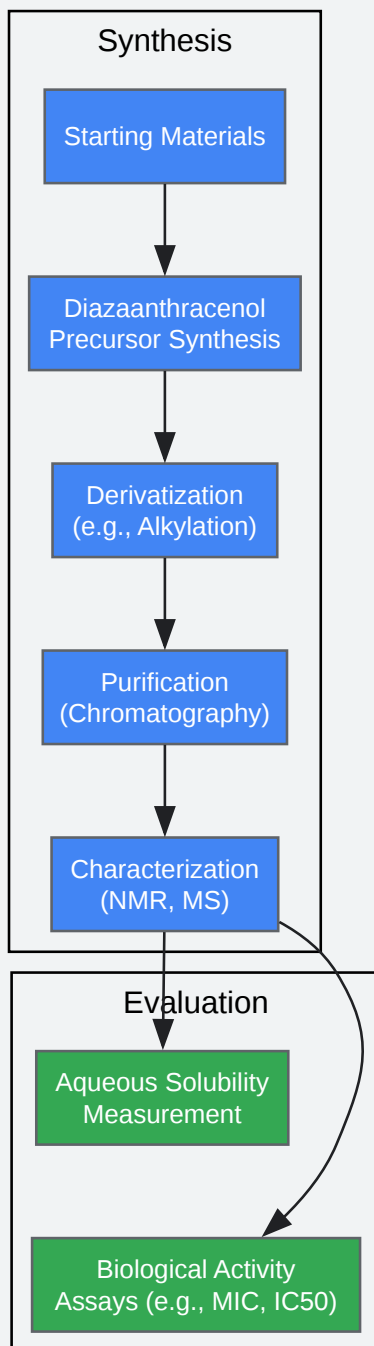 Synthesis
Starting Materials
Diazaanthracenol
Precursor Synthesis
Derivatization
(e.g., Alkylation)
Purification
(Chromatography)
Characterization
(NMR, MS)
Evaluation
Aqueous Solubility
Measurement
Biological Activity
Assays (e.g., MIC, IC50)